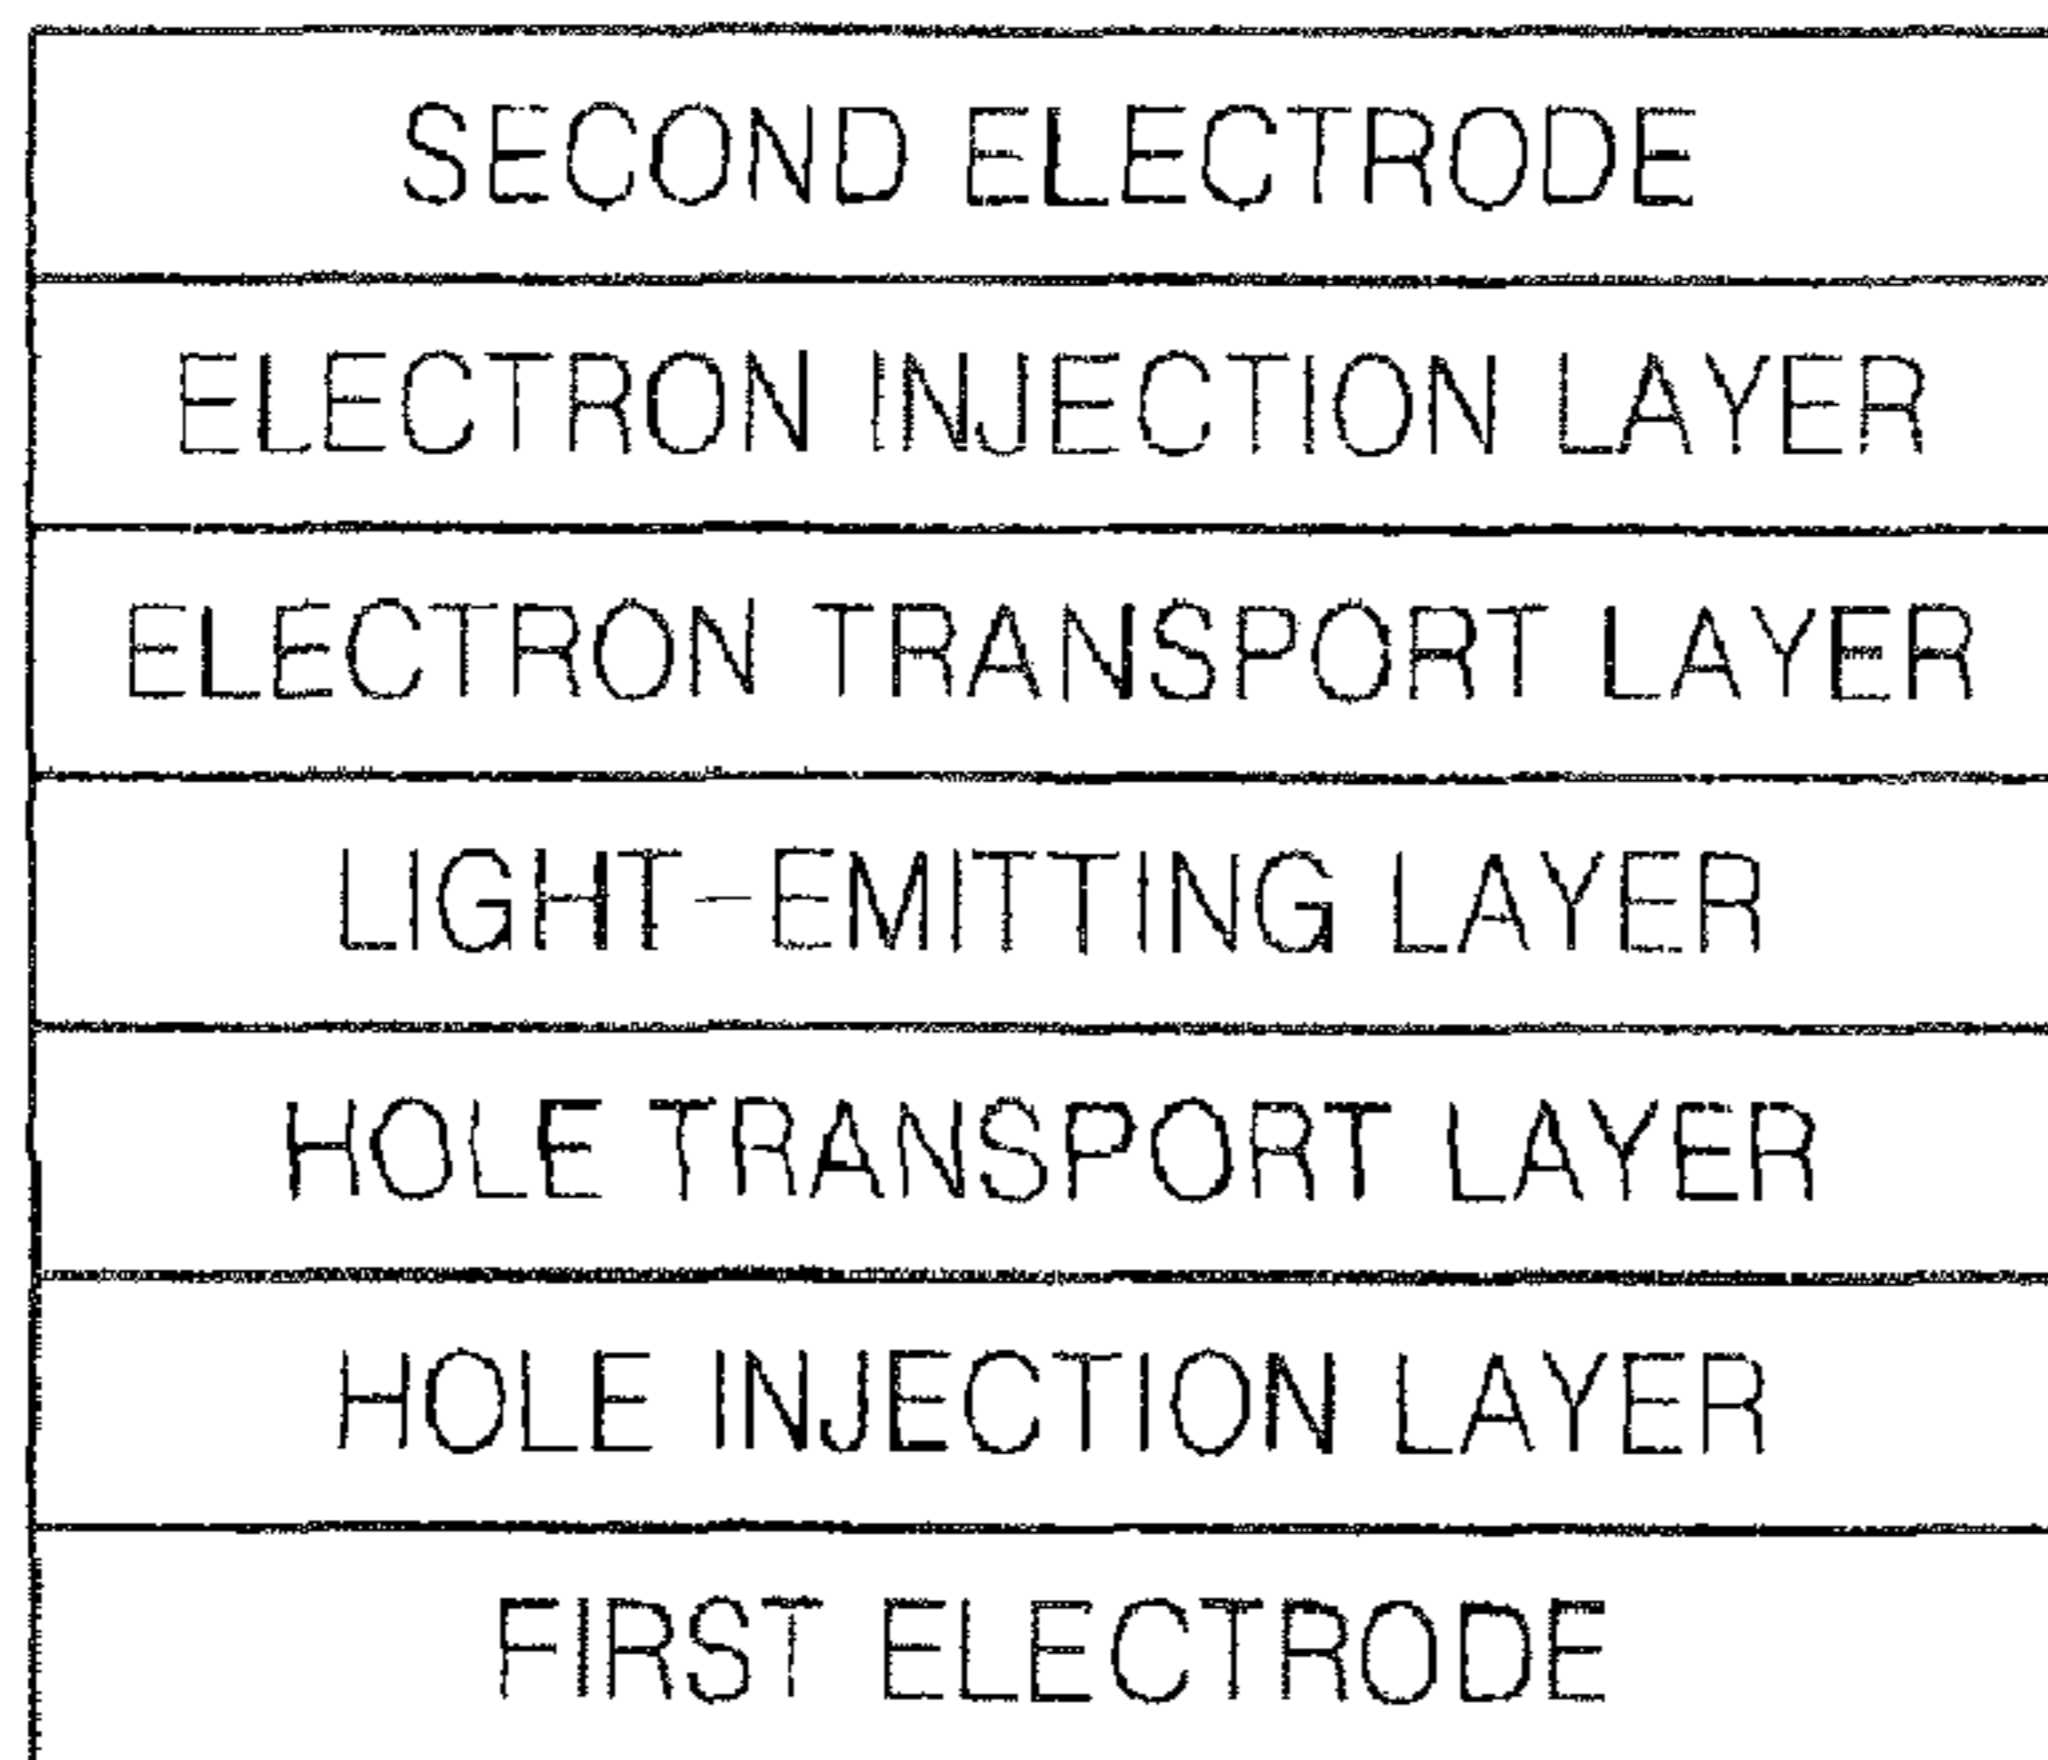 SECOND ELECTRODE
ELECTRON INJECTION LAYER
ELECTRON TRANSPORT LAYER
LIGHT-EMITTING LAYER
HOLE TRANSPORT LAYER
HOLE INJECTION LAYER
FIRST ELECTRODE